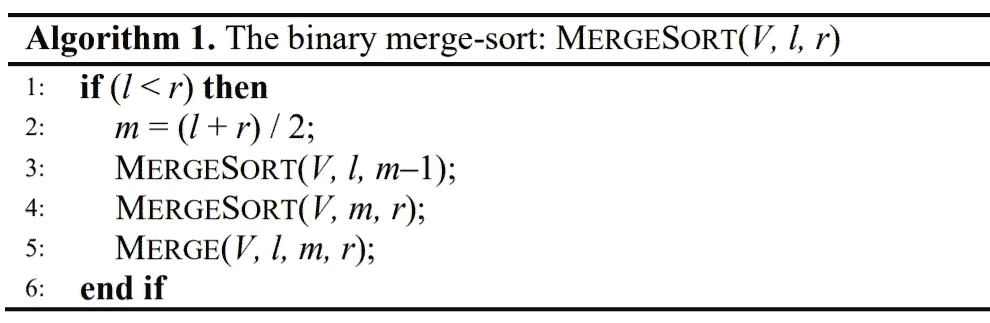 Algorithm 1. The binary merge-sort: MERGESORT(V, l, r)
1: if (l < r) then
2: m = (l + r) / 2;
3: MERGESORT(V, l, m–1);
4: MERGESORT(V, m, r);
5: MERGE(V, l, m, r);
6: end if